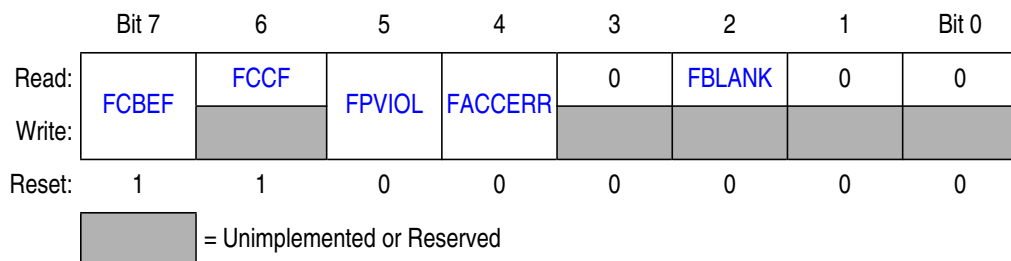 Bit 7 6 5 4 3 2 1 Bit 0
Read: FCBEF FCCF FPVIOL FACCERR 0 FBLANK 0 0
Write:
Reset: 1 1 0 0 0 0 0 0
= Unimplemented or Reserved